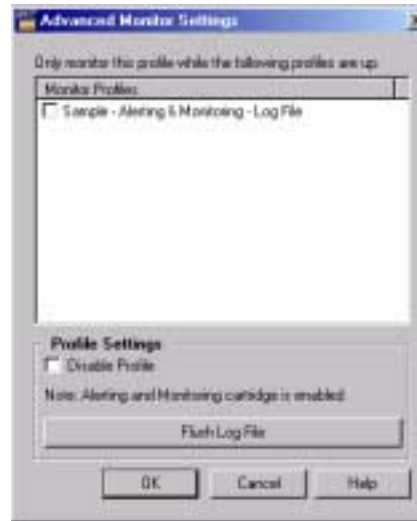 Advanced Monitor Settings
Only monitor this profile while the following profiles are up.
Monitor Profiles
Sample - Alerting & Monitoring - Log File
Profile Settings
Disable Profile
Note: Alerting and Monitoring cartridge is enabled
Flush Log File
OK
Cancel
Help